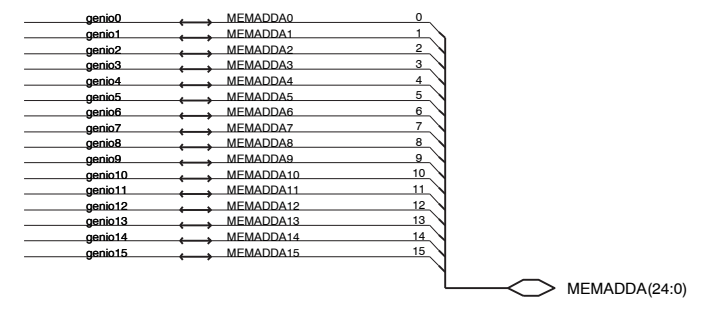 genio0 MEMADDA0 0
genio1 MEMADDA1 1
genio2 MEMADDA2 2
genio3 MEMADDA3 3
genio4 MEMADDA4 4
genio5 MEMADDA5 5
genio6 MEMADDA6 6
genio7 MEMADDA7 7
genio8 MEMADDA8 8
genio9 MEMADDA9 9
genio10 MEMADDA10 10
genio11 MEMADDA11 11
genio12 MEMADDA12 12
genio13 MEMADDA13 13
genio14 MEMADDA14 14
genio15 MEMADDA15 15
MEMADDA(24:0)